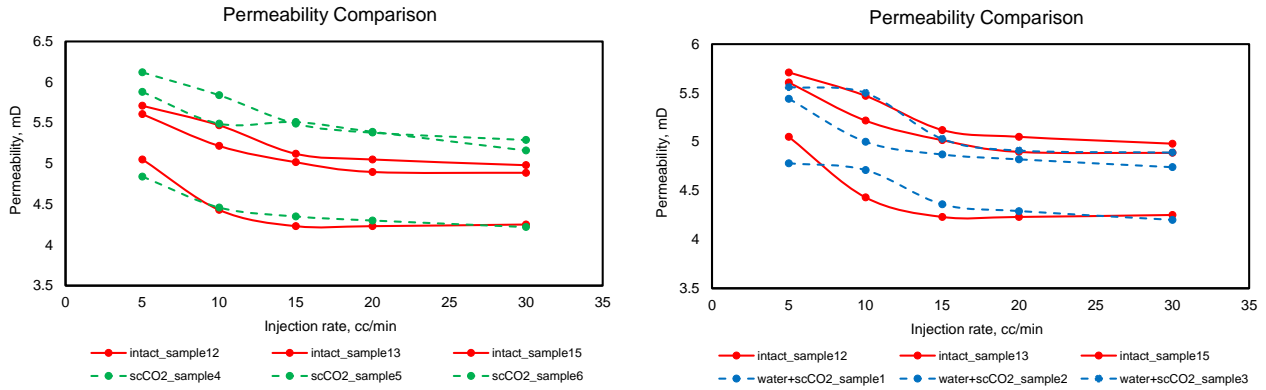 Permeability Comparison
6.5
6
5.5
5
4.5
4
3.5
Permeability, mD
0 5 10 15 20 25 30 35
Injection rate, cc/min
intact_sample12 intact_sample13 intact_sample15
scCO2_sample4 scCO2_sample5 scCO2_sample6
Permeability Comparison
6
5.5
5
4.5
4
3.5
Permeability, mD
0 5 10 15 20 25 30 35
Injection rate, cc/min
intact_sample12 intact_sample13 intact_sample15
water+scCO2_sample1 water+scCO2_sample2 water+scCO2_sample3